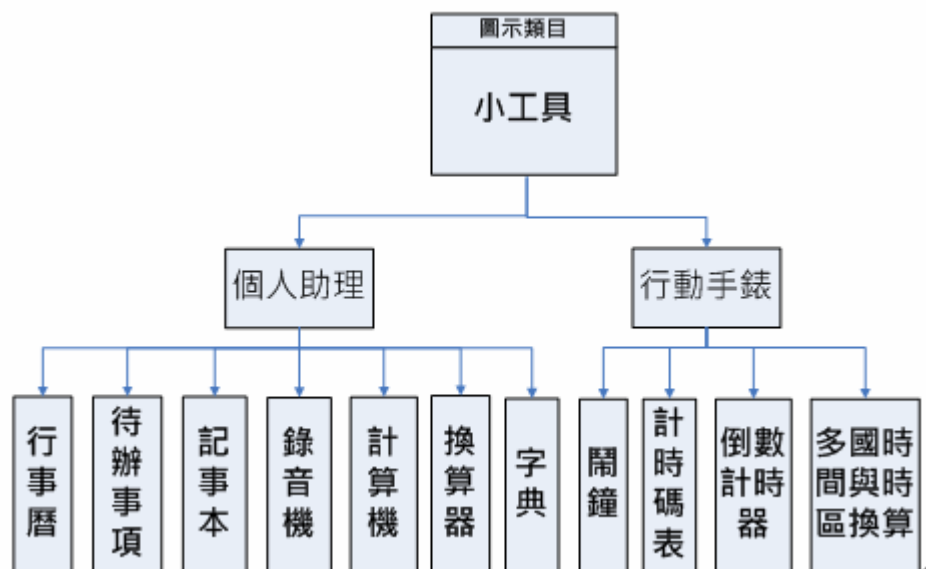 圖示類目
小工具
個人助理
行動手錶
行事曆
待辦事項
記事本
錄音機
計算機
換算器
字典
鬧鐘
計時碼表
倒數
計時
器
多國時
間與時
區換算